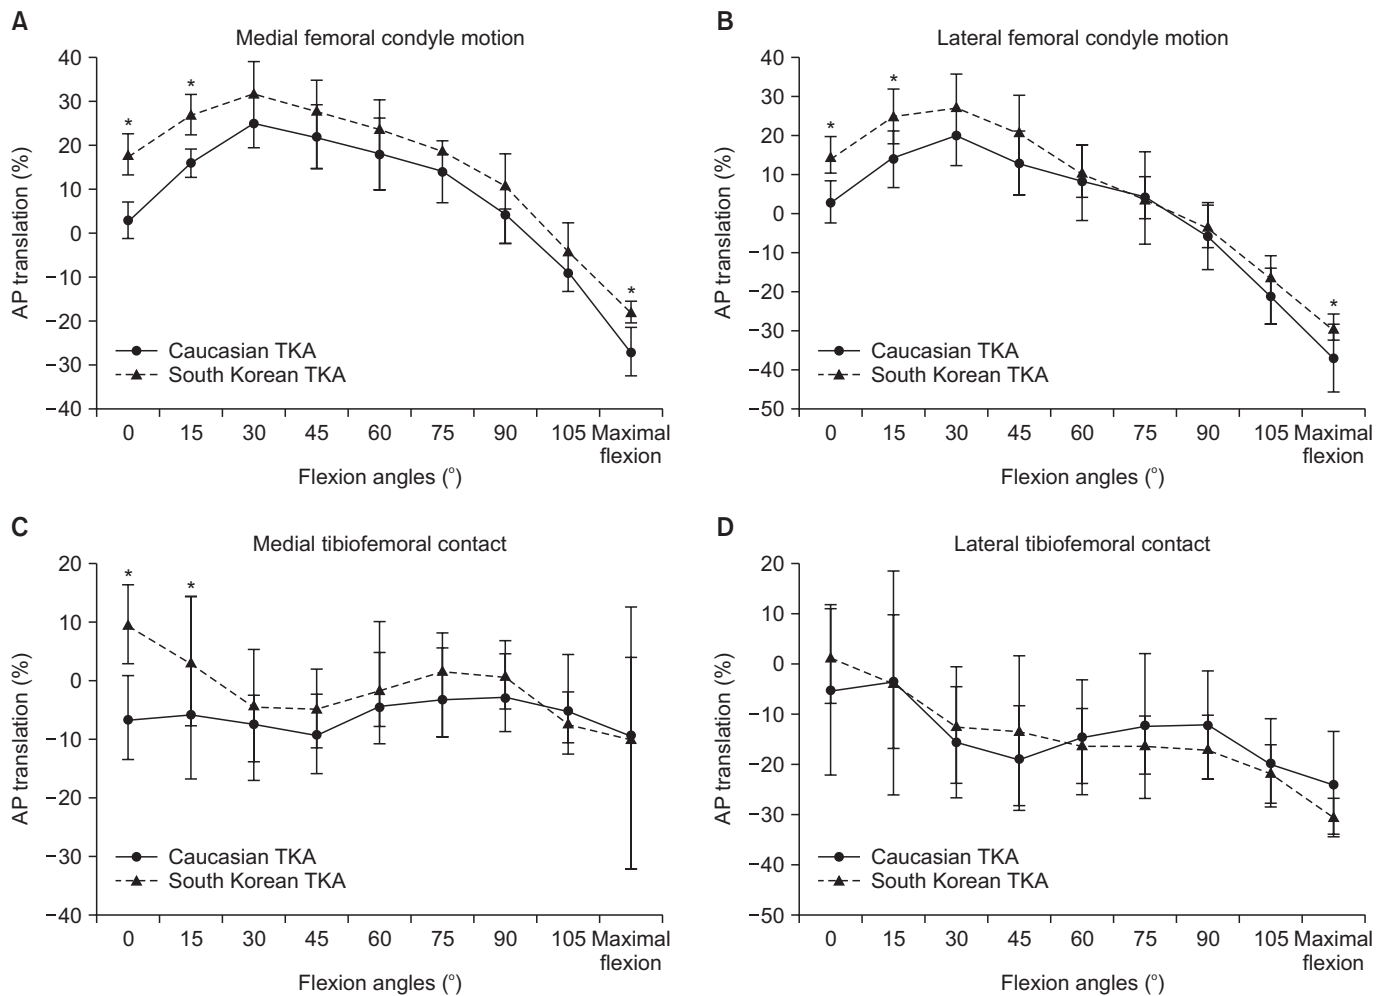 A
Medial femoral condyle motion
*
*
*
AP translation (%)
40
30
20
10
0
−10
−20
−30
−40
Caucasian TKA
South Korean TKA
0 15 30 45 60 75 90 105 Maximal
flexion
Flexion angles (°)
B
Lateral femoral condyle motion
*
*
*
AP translation (%)
40
30
20
10
0
−10
−20
−30
−40
−50
Caucasian TKA
South Korean TKA
0 15 30 45 60 75 90 105 Maximal
flexion
Flexion angles (°)
C
Medial tibiofemoral contact
*
*
AP translation (%)
20
10
0
−10
−20
−30
−40
Caucasian TKA
South Korean TKA
0 15 30 45 60 75 90 105 Maximal
flexion
Flexion angles (°)
D
Lateral tibiofemoral contact
AP translation (%)
20
10
0
−10
−20
−30
−40
−50
Caucasian TKA
South Korean TKA
0 15 30 45 60 75 90 105 Maximal
flexion
Flexion angles (°)